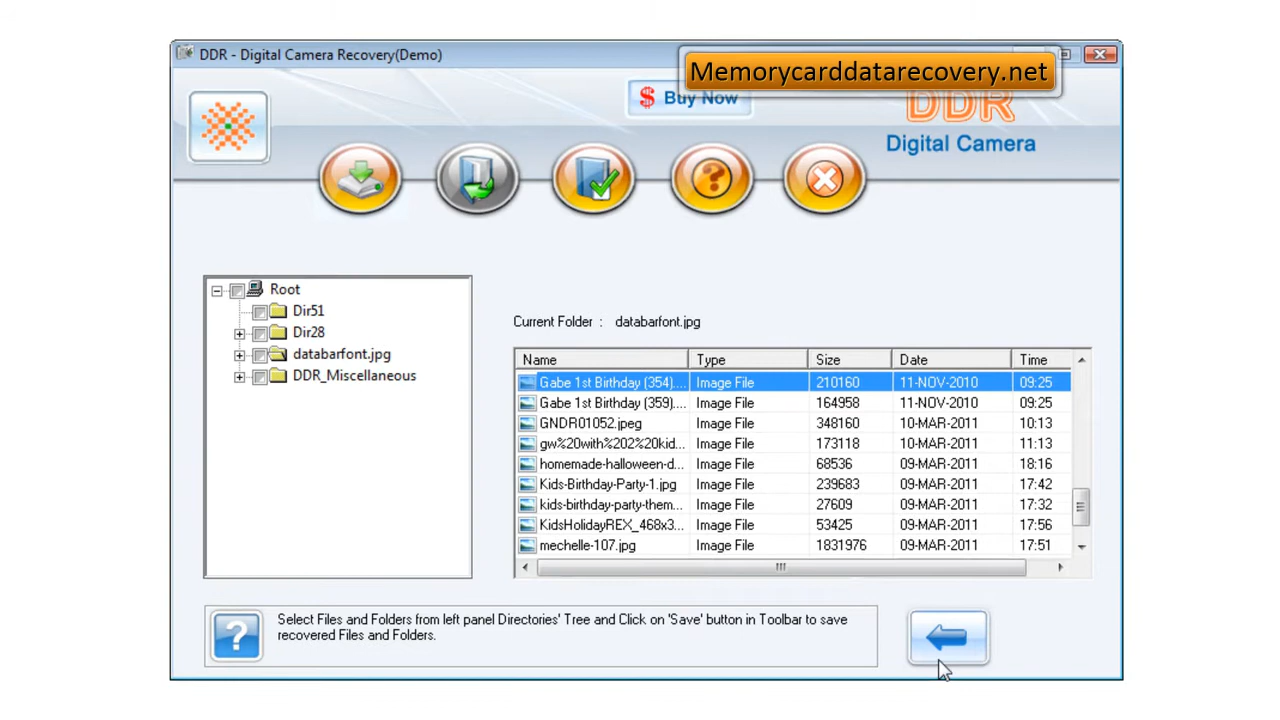 DDR - Digital Camera Recovery(Demo)
Memorycarddatarecovery.net
$ Buy Now
DDR
Digital Camera
Root
Dir51
Dir28
databarfont.jpg
DDR_Miscellaneous
Current Folder : databarfont.jpg
Name Type Size Date Time
Gabe 1st Birthday (354).... Image File 210160 11-NOV-2010 09:25
Gabe 1st Birthday (359).... Image File 164958 11-NOV-2010 09:25
GNDR01052.jpeg Image File 348160 10-MAR-2011 10:13
gw%20with%202%20kid... Image File 173118 10-MAR-2011 11:13
homemade-halloween-d... Image File 68536 09-MAR-2011 18:16
Kids-Birthday-Party-1.jpg Image File 239683 09-MAR-2011 17:42
kids-birthday-party-them... Image File 27609 09-MAR-2011 17:32
KidsHolidayREX_468x3... Image File 53425 09-MAR-2011 17:56
mechelle-107.jpg Image File 1831976 09-MAR-2011 17:51
Select Files and Folders from left panel Directories' Tree and Click on 'Save' button in Toolbar to save
recovered Files and Folders.